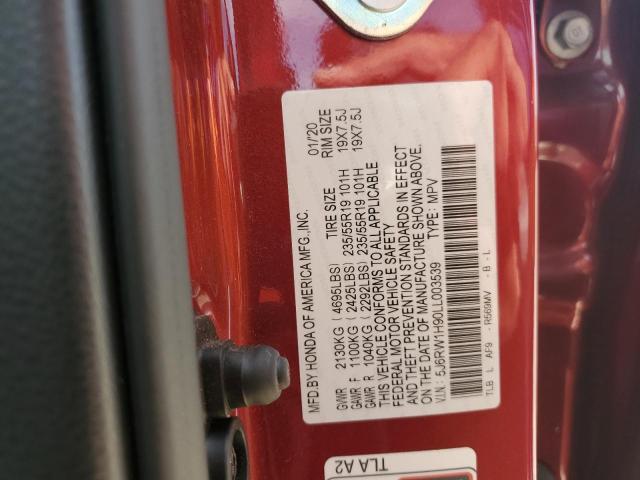 MFD.BY HONDA OF AMERICA MFG.,INC. 01/20
TIRE SIZE RIM SIZE
GVWR 2130KG ( 4695LBS)
GAWR F 1100KG ( 2425LBS) 235/55R19 101H 19X7.5J
GAWR R 1040KG ( 2292LBS) 235/55R19 101H 19X7.5J
THIS VEHICLE CONFORMS TO ALL APPLICABLE
FEDERAL MOTOR VEHICLE SAFETY
AND THEFT PREVENTION STANDARDS IN EFFECT
ON THE DATE OF MANUFACTURE SHOWN ABOVE.
V.I.N.: 5J6RW1H90LL003539 TYPE: MPV
TLB L AF9 - R569MV - B - L
TLA A2